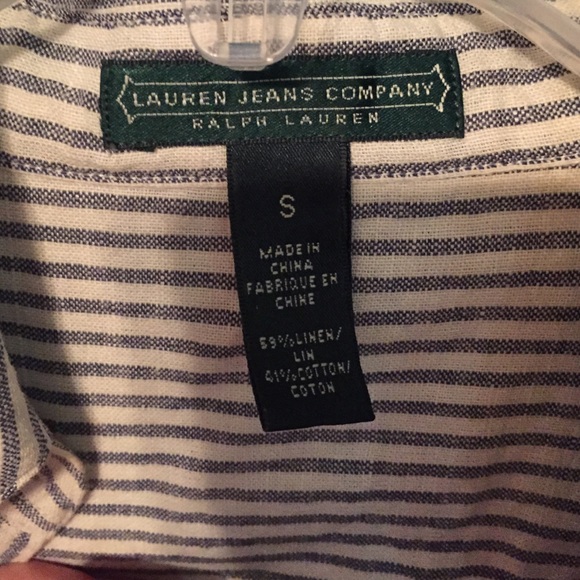 LAUREN JEANS COMPANY
RALPH LAUREN
S
MADE IN
CHINA
FABRIQUE EN
CHINE
59%LINEN/
LIN
41%COTTON/
COTON